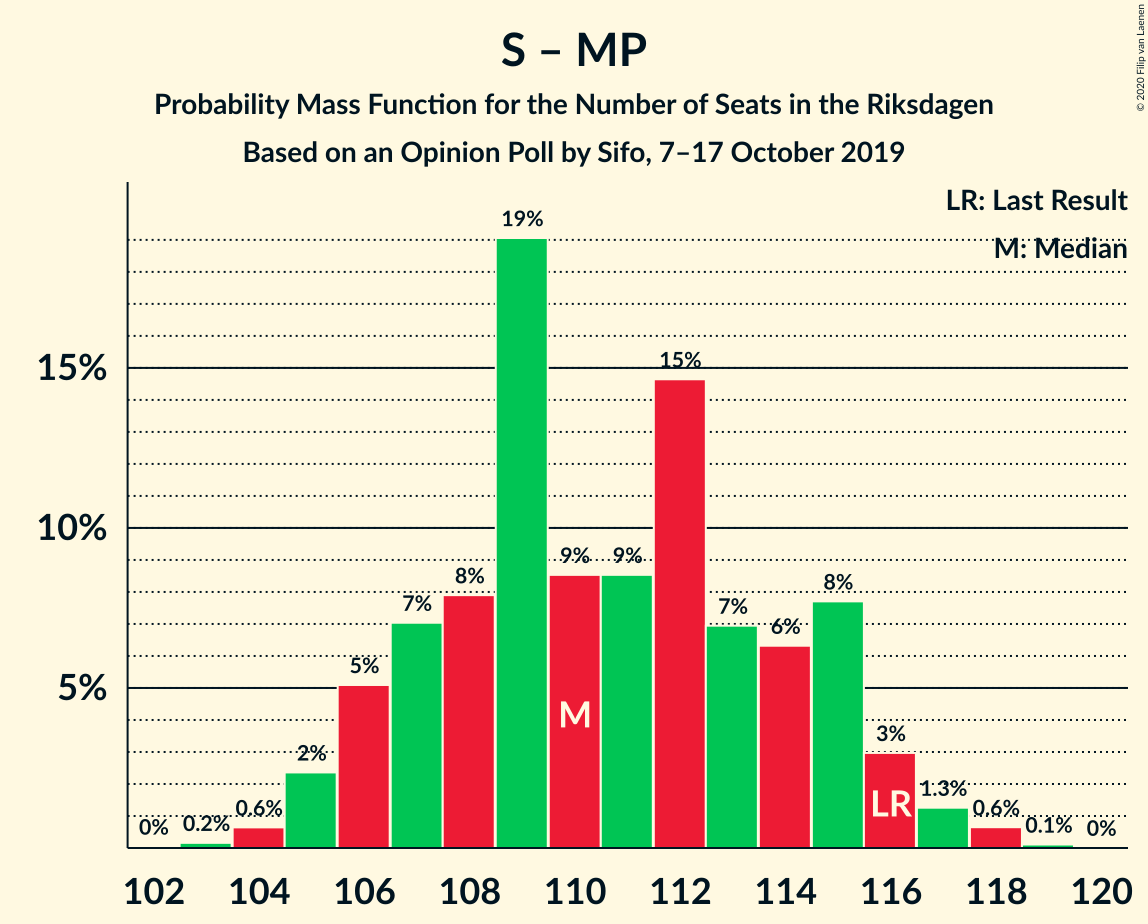 S – MP
Probability Mass Function for the Number of Seats in the Riksdagen
Based on an Opinion Poll by Sifo, 7–17 October 2019
© 2020 Filip van Laenen
LR: Last Result
M: Median
15%
10%
5%
0%
0.2%
0.6%
2%
5%
7%
8%
19%
9%
9%
15%
7%
6%
8%
3%
1.3%
0.6%
0.1%
0%
M
LR
102 104 106 108 110 112 114 116 118 120